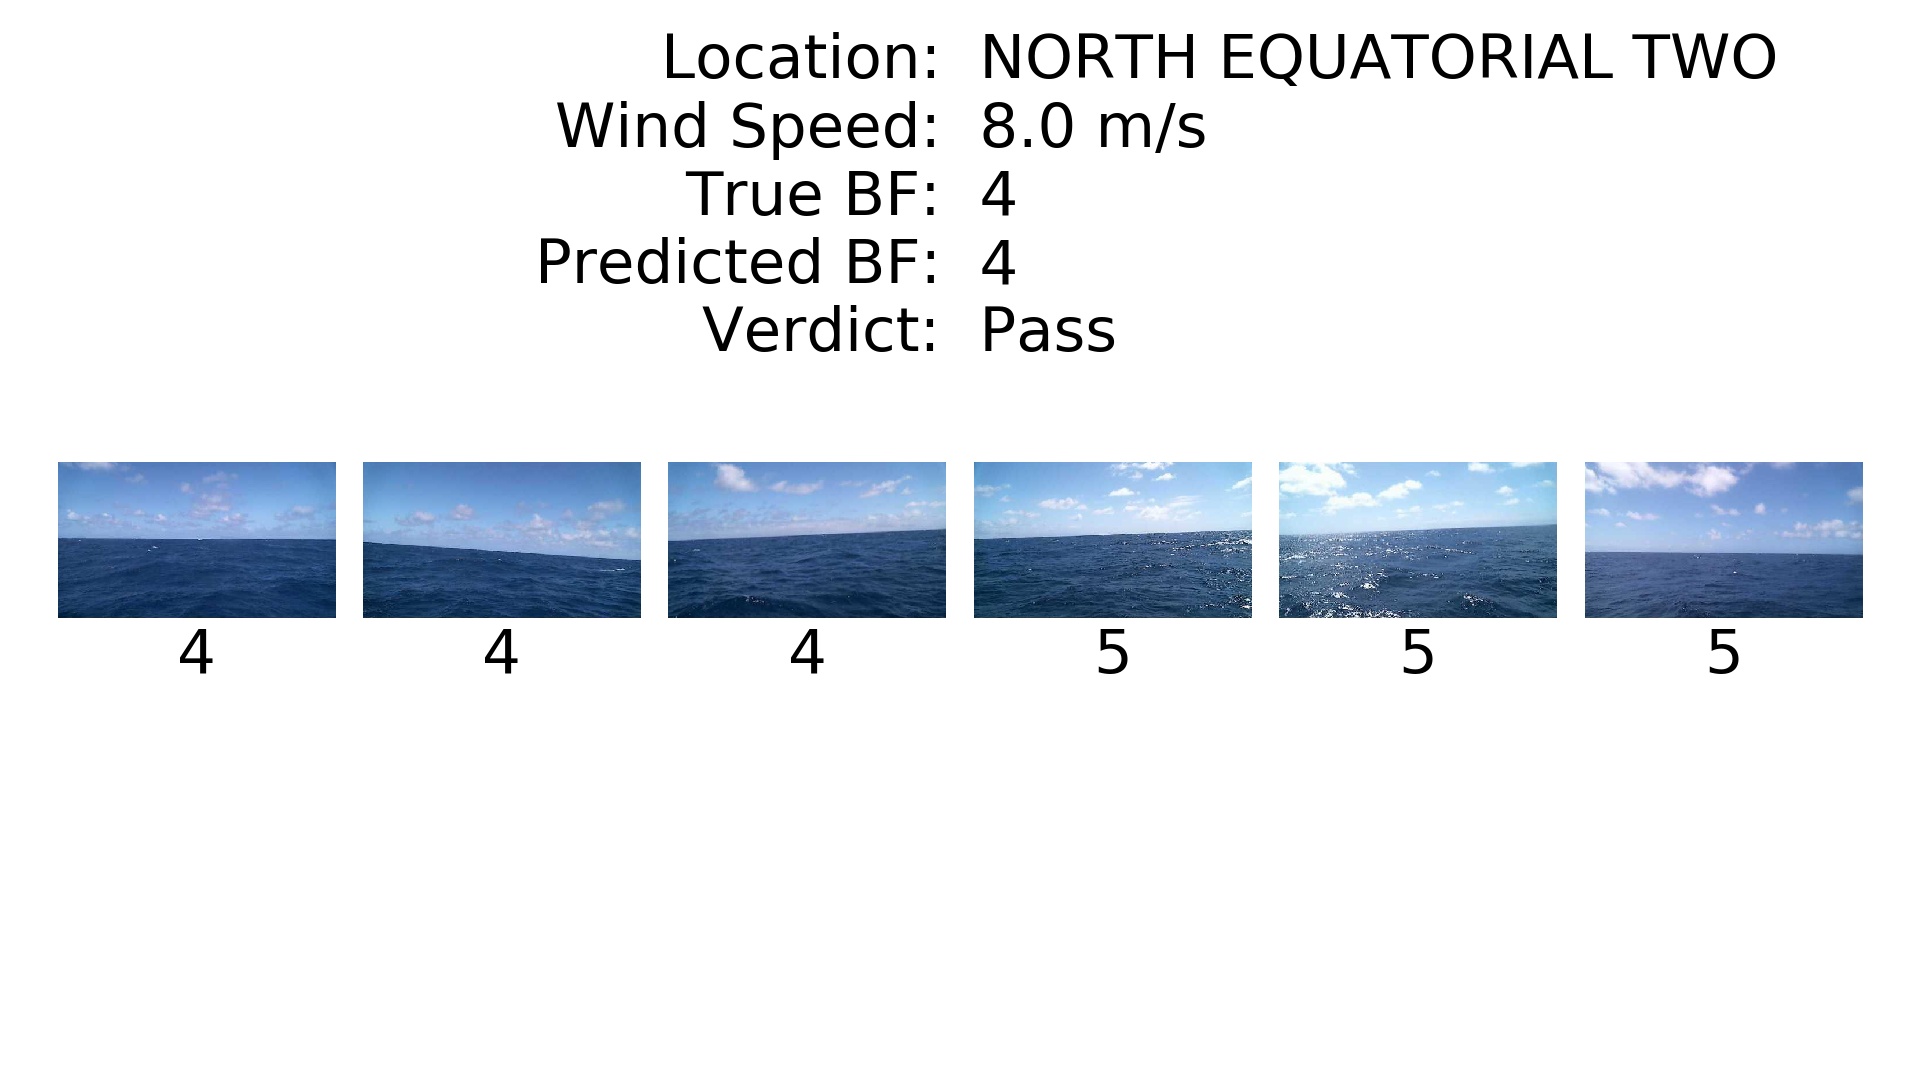 Location: NORTH EQUATORIAL TWO
Wind Speed: 8.0 m/s
True BF: 4
Predicted BF: 4
Verdict: Pass
4 4 4 5 5 5